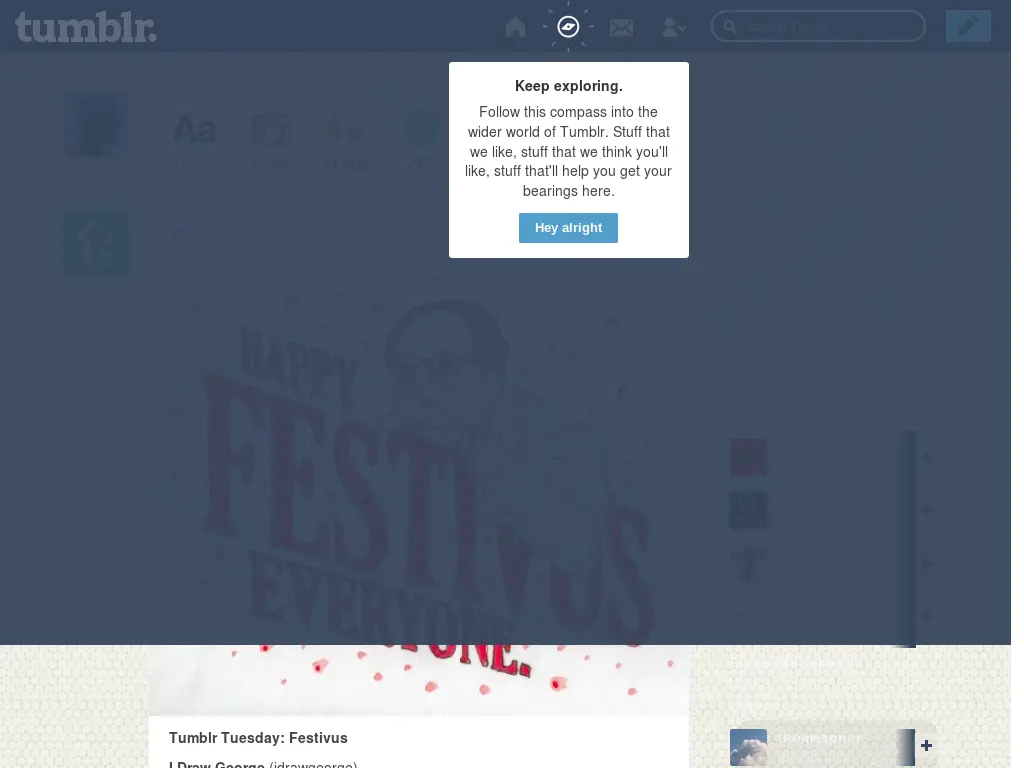 tumblr.
Search Tumblr
Keep exploring.
Follow this compass into the
wider world of Tumblr. Stuff that
we like, stuff that we think you'll
like, stuff that'll help you get your
bearings here.
Hey alright
Aa
HAPPY
FESTIVUS
EVERYONE.
Tumblr Tuesday: Festivus
I Draw George (idrawgeorge)